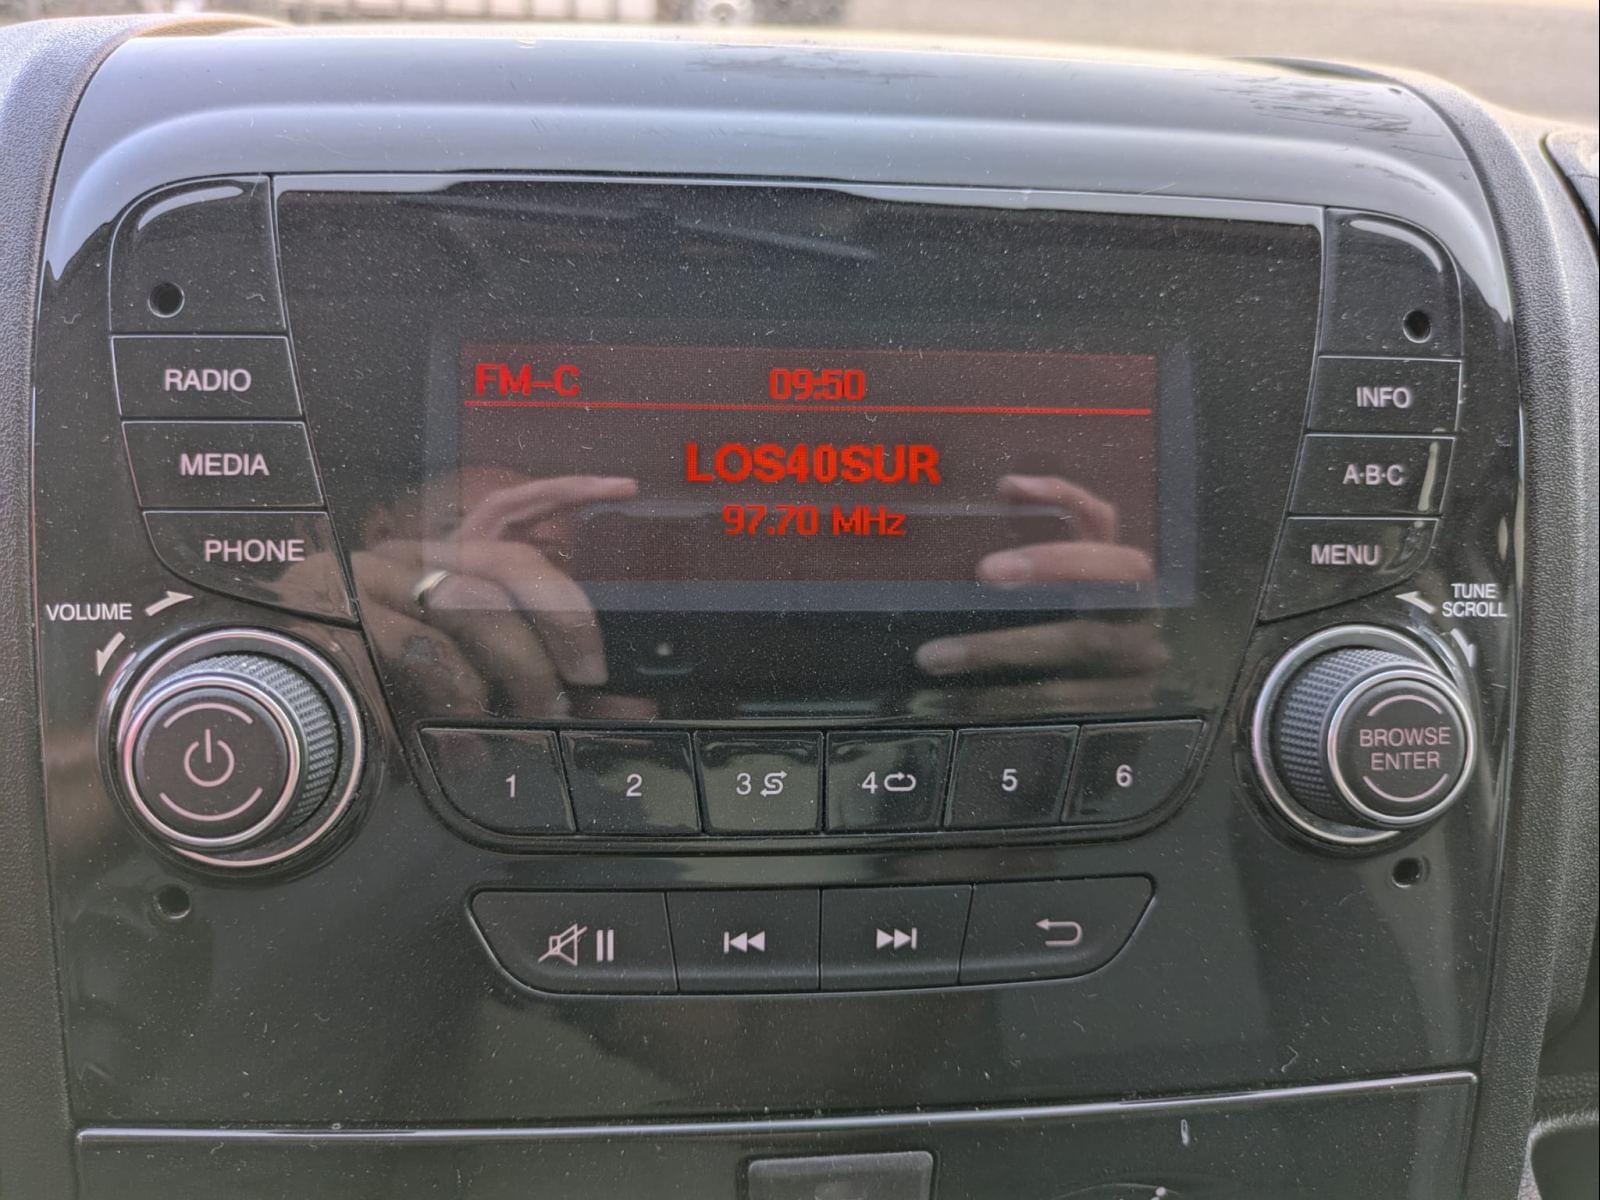 FM-C 09:50
LOS40SUR
97.70 MHz
RADIO
MEDIA
PHONE
VOLUME
INFO
A·B·C
MENU
TUNE
SCROLL
BROWSE
ENTER
1 2 3 4 5 6